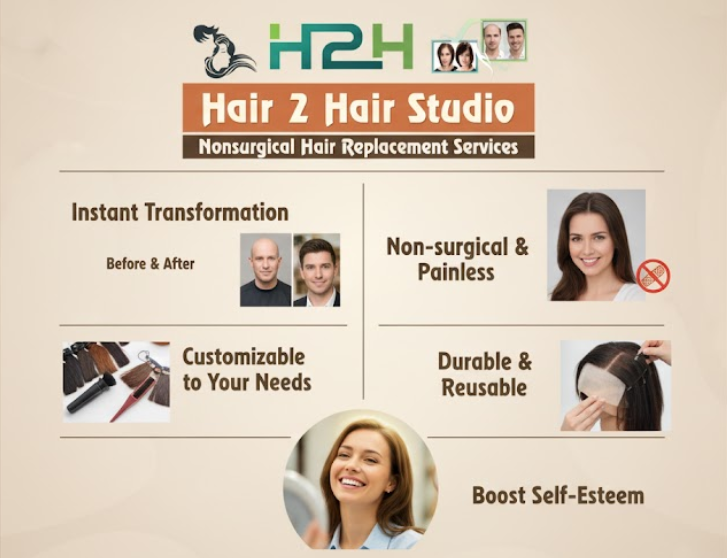 H2H
Hair 2 Hair Studio
Nonsurgical Hair Replacement Services
Instant Transformation
Before & After
Non-surgical &
Painless
Customizable
to Your Needs
Durable &
Reusable
Boost Self-Esteem